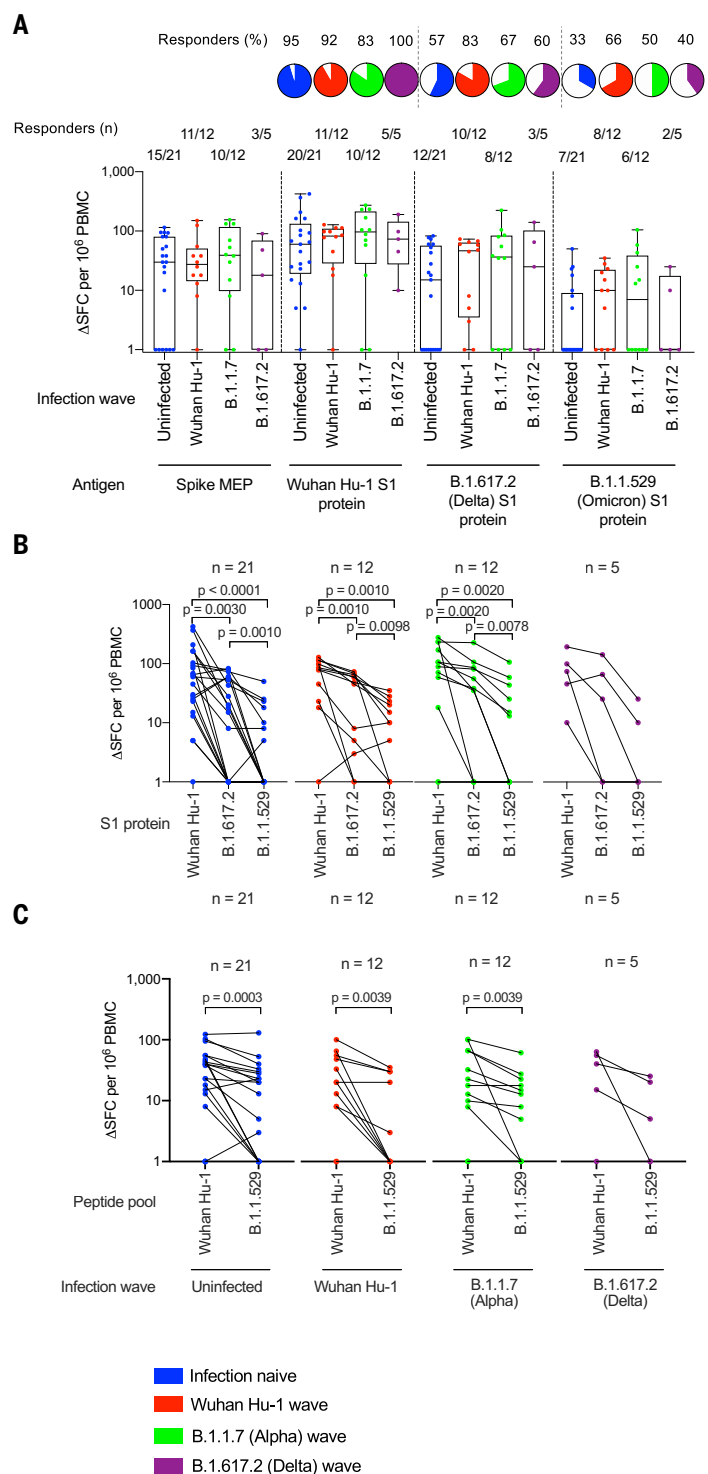 A
Responders (%) 95 92 83 100 57 83 67 60 33 66 50 40
Responders (n)
11/12 3/5 11/12 5/5 10/12 3/5 8/12 2/5
15/21 10/12 20/21 10/12 12/21 8/12 7/21 6/12
ΔSFC per 10⁶ PBMC
1,000
100
10
1
Infection wave
Uninfected Wuhan Hu-1 B.1.1.7 B.1.617.2 Uninfected Wuhan Hu-1 B.1.1.7 B.1.617.2 Uninfected Wuhan Hu-1 B.1.1.7 B.1.617.2 Uninfected Wuhan Hu-1 B.1.1.7 B.1.617.2
Antigen
Spike MEP
Wuhan Hu-1 S1
protein
B.1.617.2
(Delta) S1
protein
B.1.1.529
(Omicron) S1
protein
B
n = 21 n = 12 n = 12 n = 5
p < 0.0001 p = 0.0010 p = 0.0020
p = 0.0030 p = 0.0010 p = 0.0020
p = 0.0010 p = 0.0098 p = 0.0078
ΔSFC per 10⁶ PBMC
1000
100
10
1
S1 protein
Wuhan Hu-1 B.1.617.2 B.1.1.529 Wuhan Hu-1 B.1.617.2 B.1.1.529 Wuhan Hu-1 B.1.617.2 B.1.1.529 Wuhan Hu-1 B.1.617.2 B.1.1.529
n = 21 n = 12 n = 12 n = 5
C
n = 21 n = 12 n = 12 n = 5
p = 0.0003 p = 0.0039 p = 0.0039
ΔSFC per 10⁶ PBMC
1,000
100
10
1
Peptide pool
Wuhan Hu-1 B.1.1.529 Wuhan Hu-1 B.1.1.529 Wuhan Hu-1 B.1.1.529 Wuhan Hu-1 B.1.1.529
Infection wave
Uninfected
Wuhan Hu-1
B.1.1.7
(Alpha)
B.1.617.2
(Delta)
Infection naive
Wuhan Hu-1 wave
B.1.1.7 (Alpha) wave
B.1.617.2 (Delta) wave